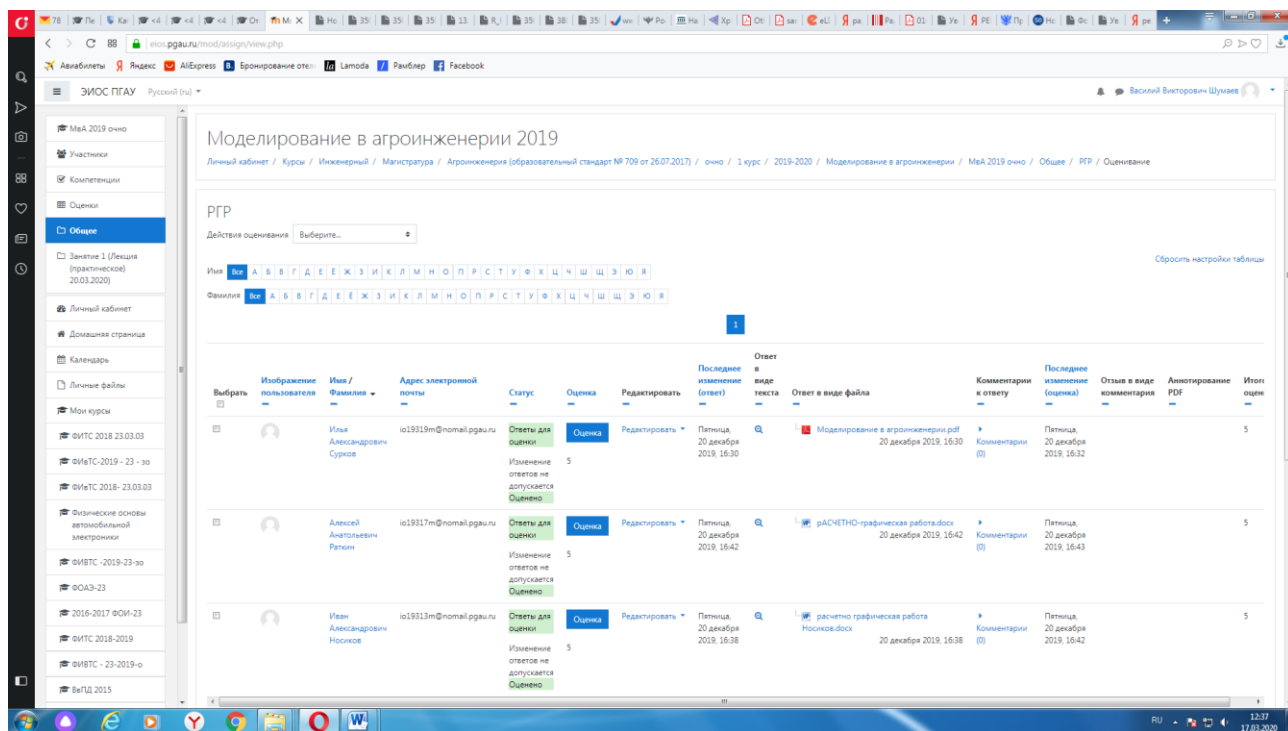 eios.pgau.ru/mod/assign/view.php
Авиабилеты Яндекс AliExpress Бронирование отел Lamoda Рамблер Facebook
ЭИОС ПГАУ Русский (ru)
Василий Викторович Шумаев
МвА 2019 очно
Участники
Компетенции
Оценки
Общее
Занятие 1 (Лекция
(практическое)
20.03.2020)
Личный кабинет
Домашняя страница
Календарь
Личные файлы
Мои курсы
ФИТС 2018 23.03.03
ФИвТС-2019 - 23 - зо
ФИвТС 2018- 23.03.03
Физические основы
автомобильной
электроники
ФИВТС -2019-23-зо
ФОАЭ-23
2016-2017 ФОИ-23
ФИТС 2018-2019
ФИВТС - 23-2019-о
ВвПД 2015
Моделирование в агроинженерии 2019
Личный кабинет / Курсы / Инженерный / Магистратура / Агроинженерия (образовательный стандарт № 709 от 26.07.2017) / очно / 1 курс / 2019-2020 / Моделирование в агроинженерии / МвА 2019 очно / Общее / РГР / Оценивание
РГР
Действия оценивания Выберите...
Сбросить настройки таблицы
Имя Все А Б В Г Д Е Ё Ж З И К Л М Н О П Р С Т У Ф Х Ц Ч Ш Щ Э Ю Я
Фамилия Все А Б В Г Д Е Ё Ж З И К Л М Н О П Р С Т У Ф Х Ц Ч Ш Щ Э Ю Я
1
Выбрать
Изображение
пользователя
Имя /
Фамилия
Адрес электронной
почты
Статус
Оценка
Редактировать
Последнее
изменение
(ответ)
Ответ
в
виде
текста
Ответ в виде файла
Комментарии
к ответу
Последнее
изменение
(оценка)
Отзыв в виде
комментария
Аннотирование
PDF
Итого
оцен
Илья
Александрович
Сурков
io19319m@nomail.pgau.ru
Ответы для
оценки
Изменение
ответов не
допускается
Оценено
Оценка
5
Редактировать
Пятница,
20 декабря
2019, 16:30
Моделирование в агроинженерии.pdf
20 декабря 2019, 16:30
Комментарии
(0)
Пятница,
20 декабря
2019, 16:32
5
Алексей
Анатольевич
Раткин
io19317m@nomail.pgau.ru
Ответы для
оценки
Изменение
ответов не
допускается
Оценено
Оценка
5
Редактировать
Пятница,
20 декабря
2019, 16:42
рАСЧЕТНО-графическая работа.docx
20 декабря 2019, 16:42
Комментарии
(0)
Пятница,
20 декабря
2019, 16:43
5
Иван
Александрович
Носиков
io19313m@nomail.pgau.ru
Ответы для
оценки
Изменение
ответов не
допускается
Оценено
Оценка
5
Редактировать
Пятница,
20 декабря
2019, 16:38
расчетно графическая работа
Носиков.docx
20 декабря 2019, 16:38
Комментарии
(0)
Пятница,
20 декабря
2019, 16:42
5
RU
12:37
17.03.2020